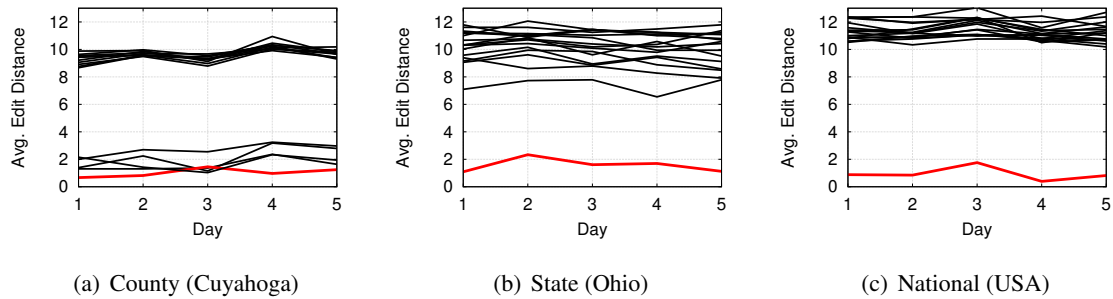 Avg. Edit Distance
12
10
8
6
4
2
0
1 2 3 4 5
Day
(a) County (Cuyahoga)
Avg. Edit Distance
12
10
8
6
4
2
0
1 2 3 4 5
Day
(b) State (Ohio)
Avg. Edit Distance
12
10
8
6
4
2
0
1 2 3 4 5
Day
(c) National (USA)